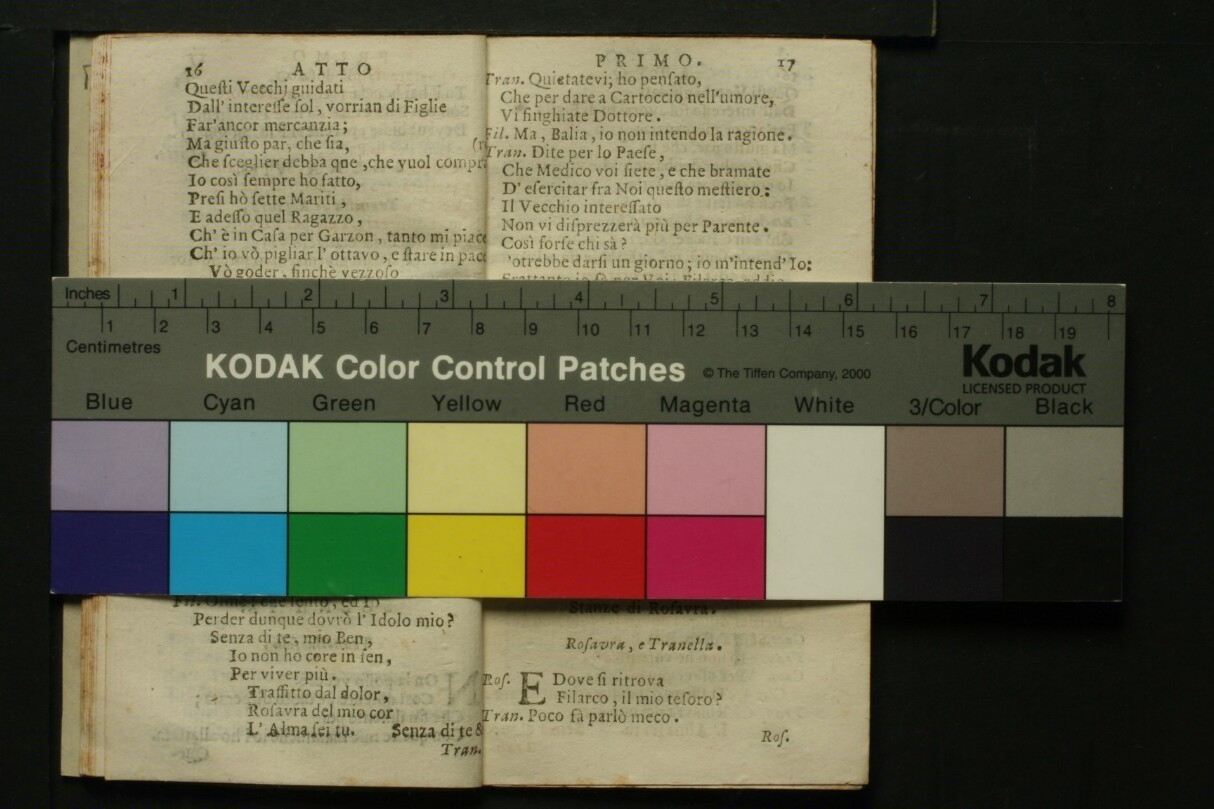 16 ATTO
Questi Vecchj guidati
Dall' interesse sol, vorrian di Figlie
Far'ancor mercanzia;
Ma giusto par, che sia,
Che sceglier debba que ,che vuol compr
Io così sempre ho fatto,
Presi hò sette Mariti,
E adesso quel Ragazzo,
Ch' è in Casa per Garzon, tanto mi piace
Ch' io vò pigliar l' ottavo, e stare in pace
Vò goder, finchè vezzoso
Perder dunque dovrò l' Idolo mio?
Senza di te, mio Ben,
Io non ho core in sen,
Per viver più.
Traffitto dal dolor,
Rosavra del mio cor
L' Alma sei tu. Senza di te &
Tran.
PRIMO. 17
Tran. Quietatevi; ho pensato,
Che per dare a Cartoccio nell'umore,
Vi finghiate Dottore.
Fil. Ma, Balia, io non intendo la ragione.
Tran. Dite per lo Paese,
Che Medico voi siete, e che bramate
D' esercitar fra Noi questo mestiero:
Il Vecchio interessato
Non vi disprezzerà più per Parente.
Così forse chi sà?
'otrebbe darsi un giorno; io m'intend' Io:
Stanze di Rosavra.
Rosavra, e Tranella.
Ros. E Dove si ritrova
Filarco, il mio tesoro?
Tran. Poco fà parlò meco.
Ros.
Inches 1 2 3 4 5 6 7 8
1 2 3 4 5 6 7 8 9 10 11 12 13 14 15 16 17 18 19
Centimetres
KODAK Color Control Patches © The Tiffen Company, 2000
Kodak
LICENSED PRODUCT
Blue Cyan Green Yellow Red Magenta White 3/Color Black